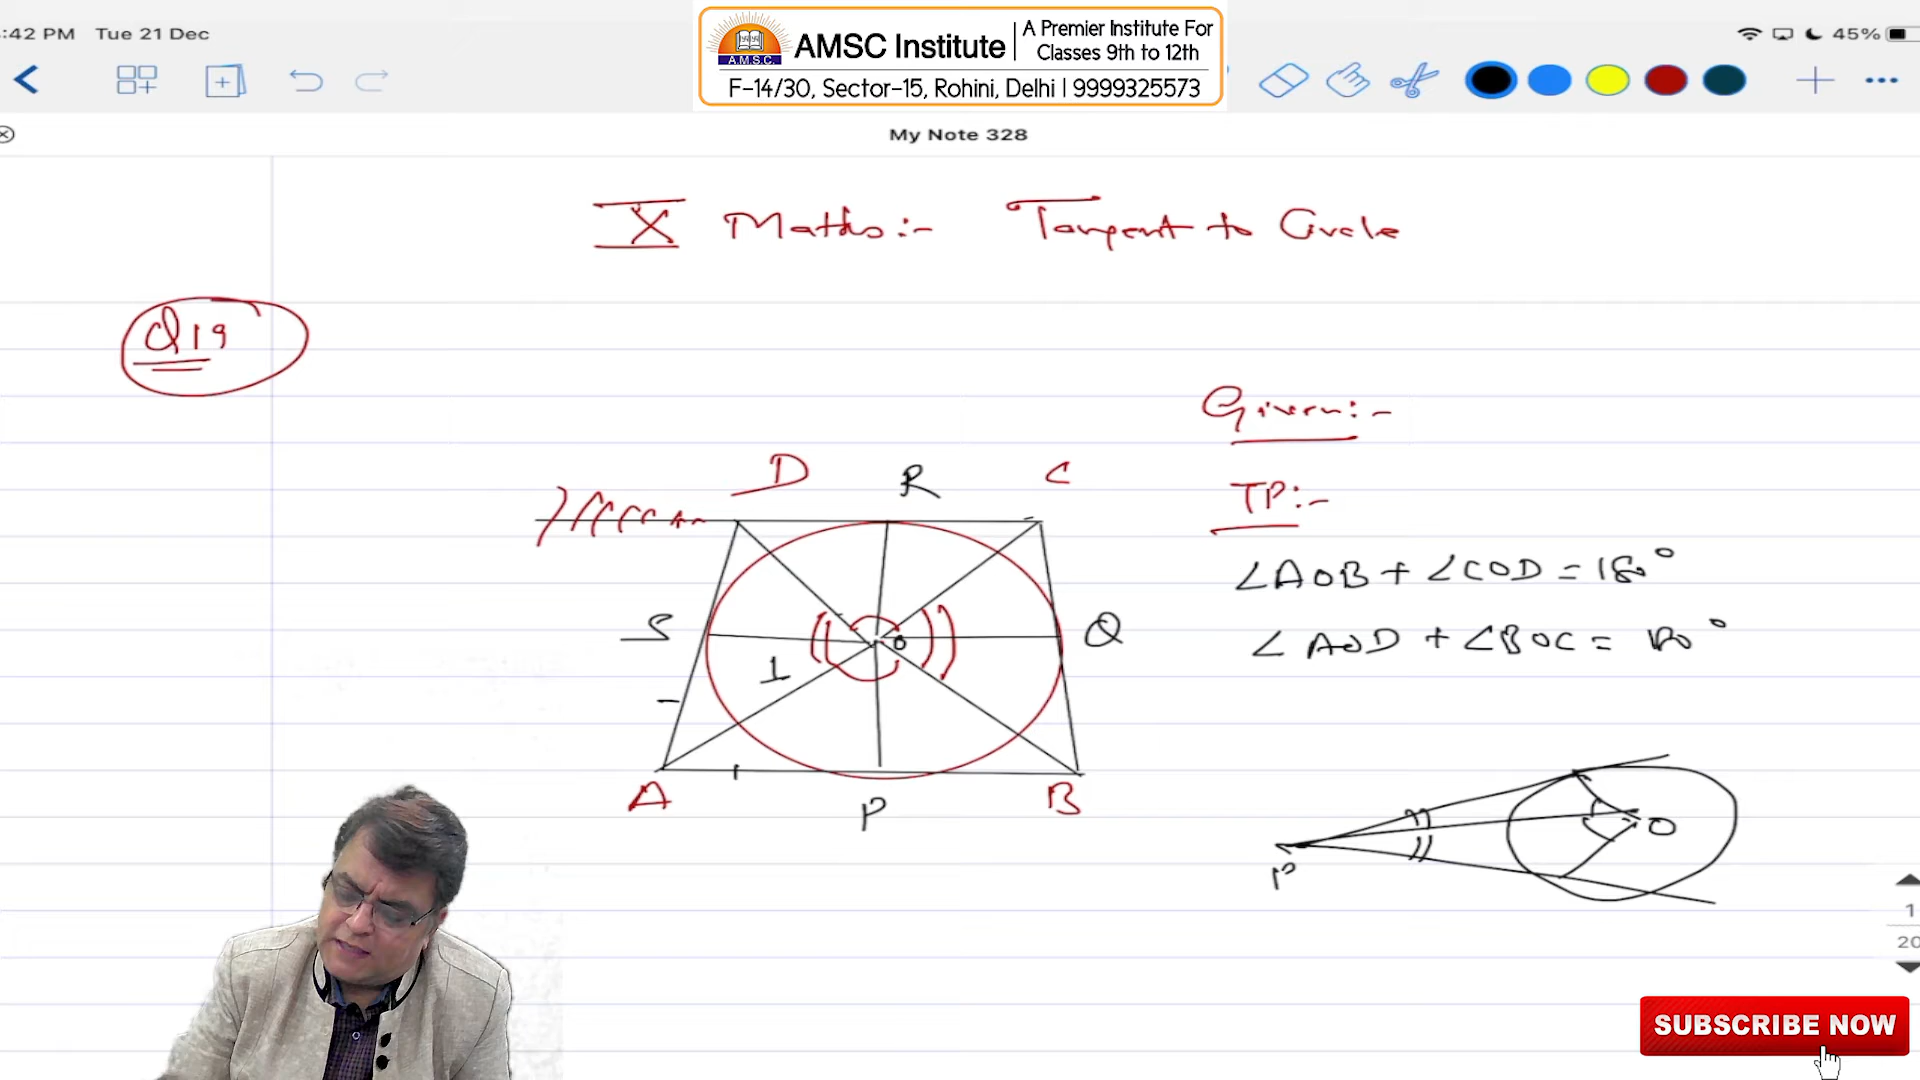 :42 PM Tue 21 Dec
A.M.S.C.
AMSC Institute
A Premier Institute For
Classes 9th to 12th
F-14/30, Sector-15, Rohini, Delhi | 9999325573
45%
My Note 328
X Maths:- Tangent to Circle
Q19
Given:-
TP:-
∠AOB + ∠COD = 180°
∠AOD + ∠BOC = 180°
D R C
S O Q
1
A P B
P O
1
20
SUBSCRIBE NOW